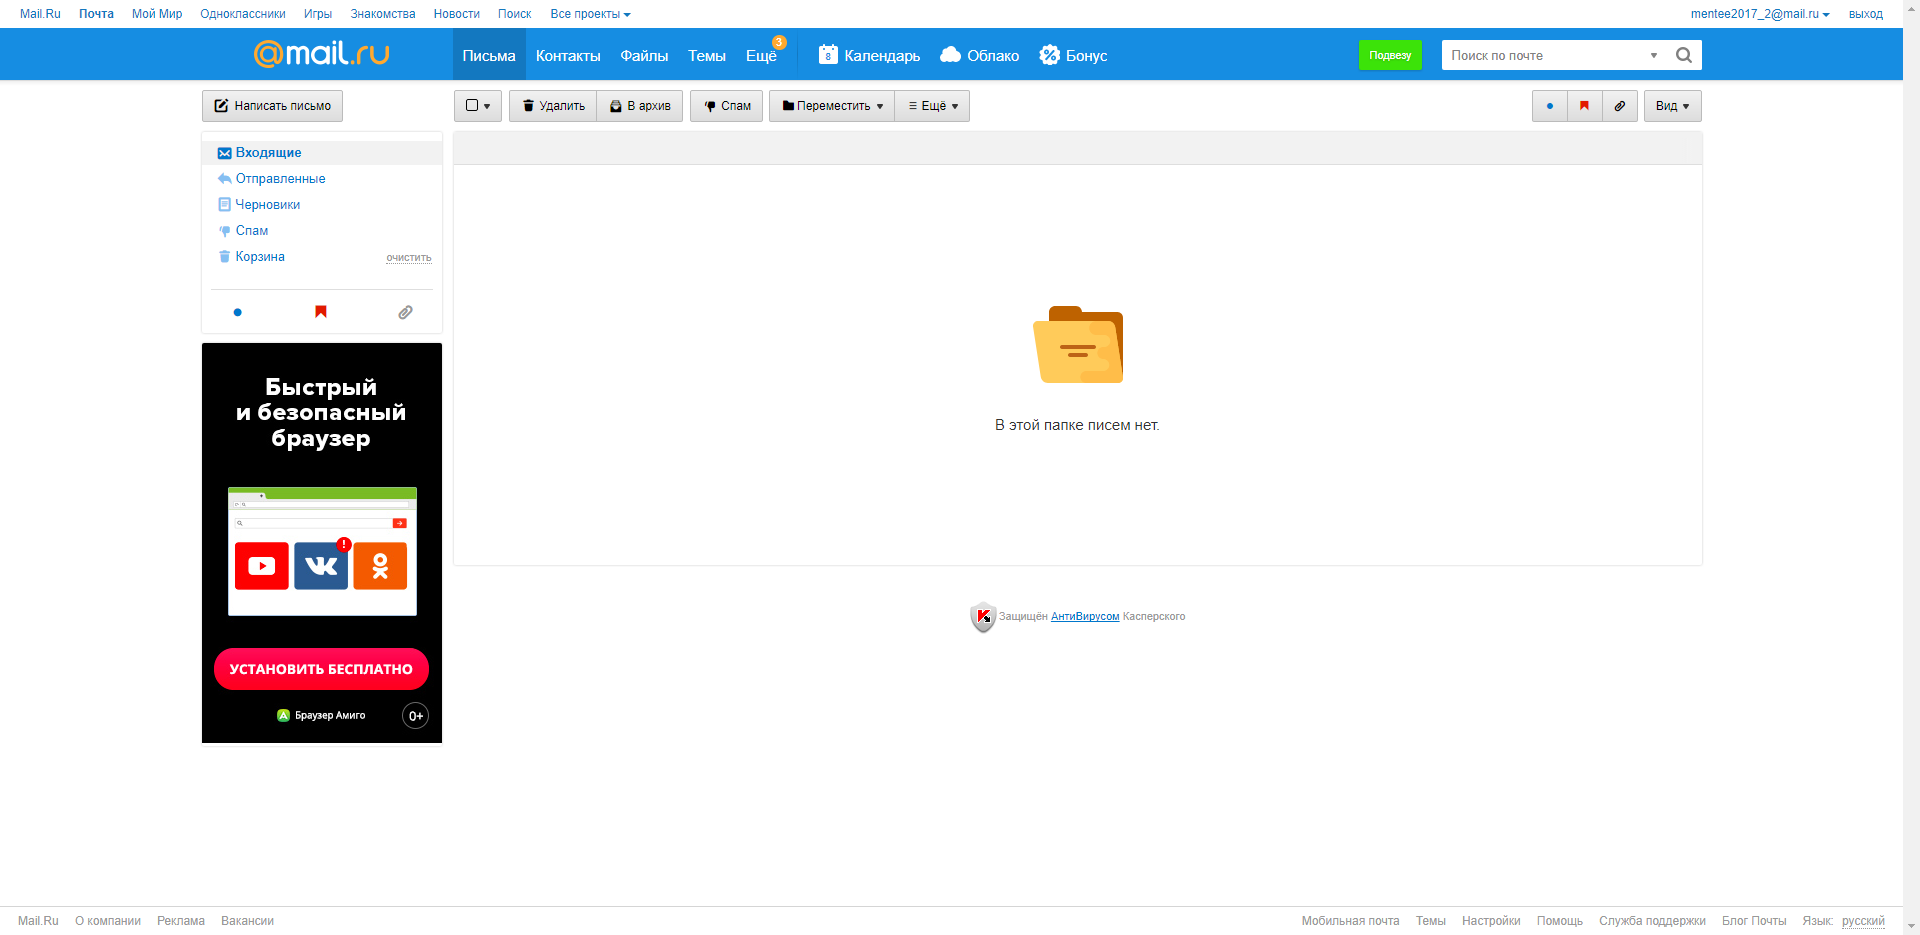 Mail.Ru Почта Мой Мир Одноклассники Игры Знакомства Новости Поиск Все проекты mentee2017_2@mail.ru выход
@mail.ru Письма Контакты Файлы Темы Ещё 3 8 Календарь Облако Бонус Подвезу Поиск по почте
Написать письмо Удалить В архив Спам Переместить Ещё Вид
Входящие
Отправленные
Черновики
Спам
Корзина очистить
Быстрый
и безопасный
браузер
УСТАНОВИТЬ БЕСПЛАТНО
Браузер Амиго 0+
В этой папке писем нет.
Защищён АнтиВирусом Касперского
Mail.Ru О компании Реклама Вакансии Мобильная почта Темы Настройки Помощь Служба поддержки Блог Почты Язык: русский